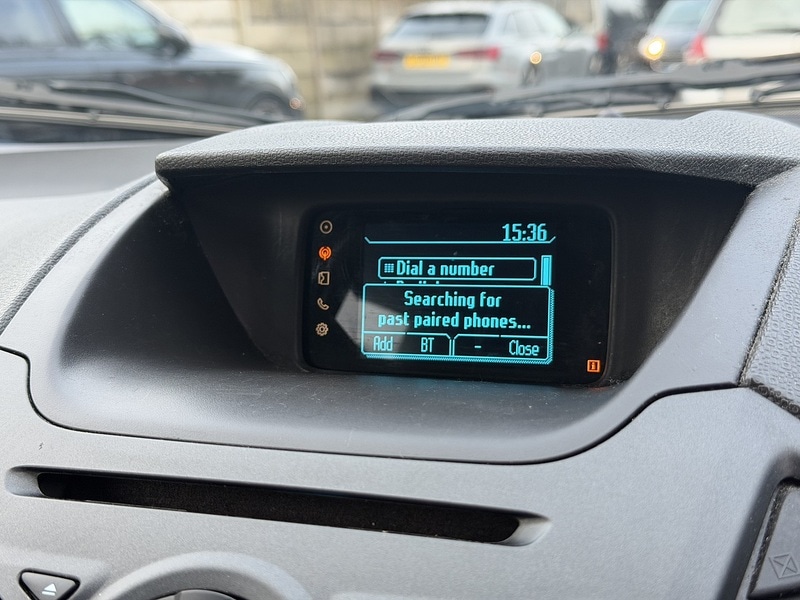 15:36
Dial a number
Searching for
past paired phones...
Add BT - Close